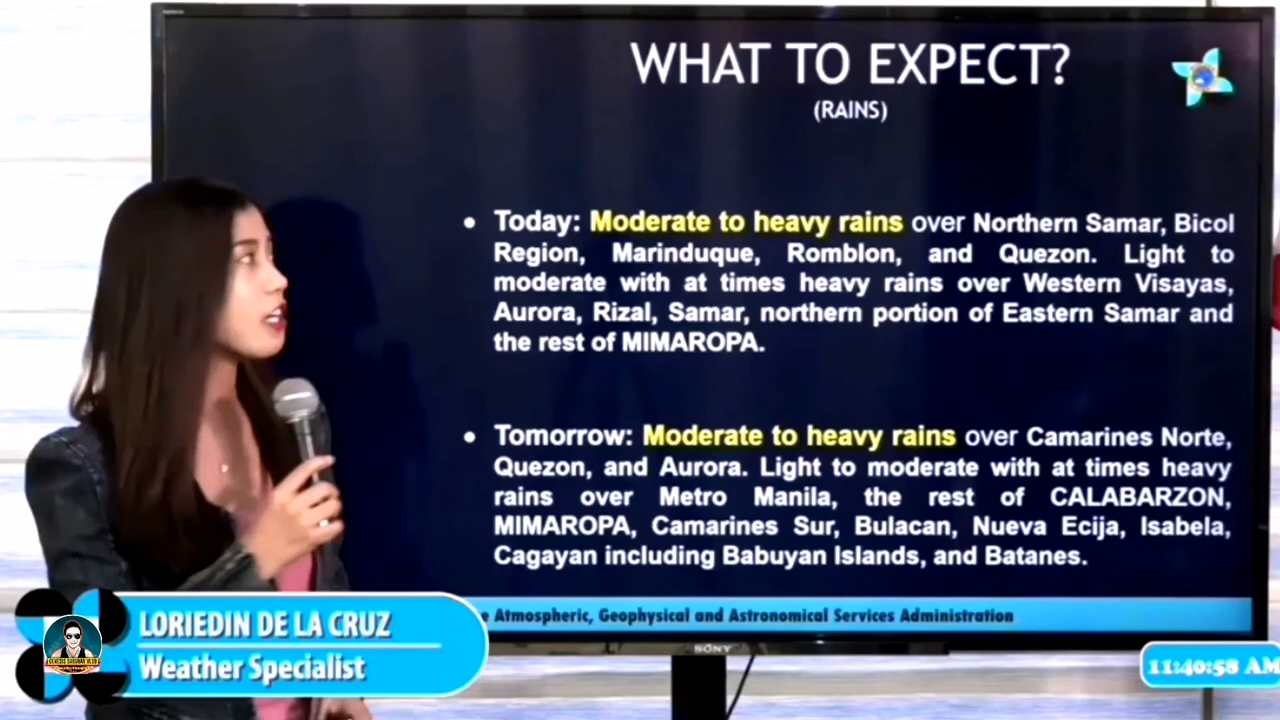 WHAT TO EXPECT?
(RAINS)
• Today: Moderate to heavy rains over Northern Samar, Bicol
Region, Marinduque, Romblon, and Quezon. Light to
moderate with at times heavy rains over Western Visayas,
Aurora, Rizal, Samar, northern portion of Eastern Samar and
the rest of MIMAROPA.
• Tomorrow: Moderate to heavy rains over Camarines Norte,
Quezon, and Aurora. Light to moderate with at times heavy
rains over Metro Manila, the rest of CALABARZON,
MIMAROPA, Camarines Sur, Bulacan, Nueva Ecija, Isabela,
Cagayan including Babuyan Islands, and Batanes.
e Atmospheric, Geophysical and Astronomical Services Administration
SONY
LORIEDIN DE LA CRUZ
Weather Specialist
11:40:58 AM